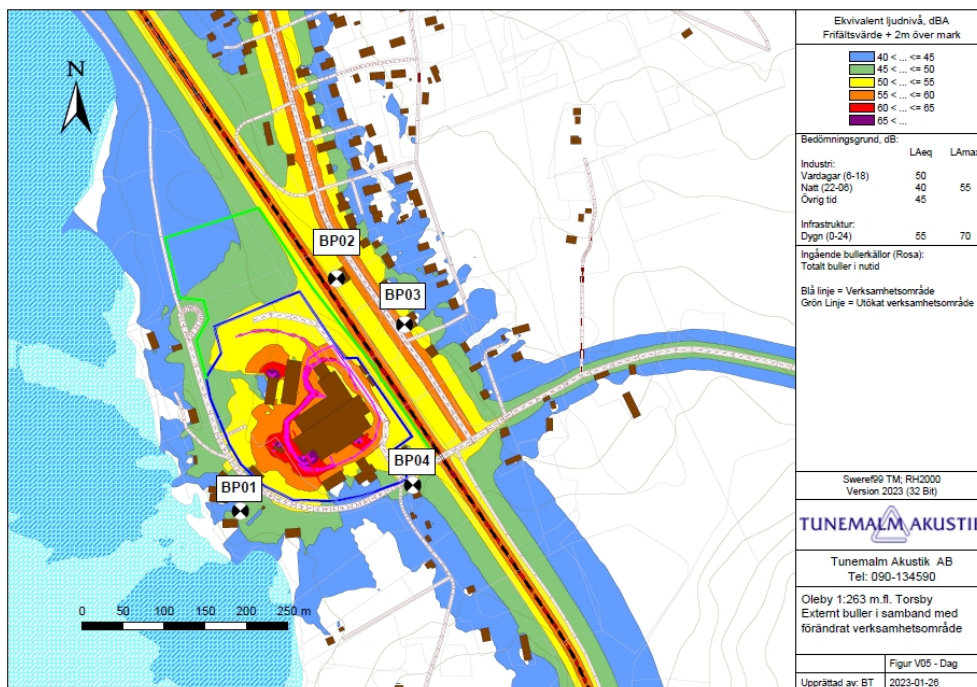 N
BP02
BP03
BP04
BP01
0 50 100 150 200 250 m
Ekvivalent ljudnivå, dBA
Frifältsvärde + 2m över mark
40 < ... <= 45
45 < ... <= 50
50 < ... <= 55
55 < ... <= 60
60 < ... <= 65
65 < ...
Bedömningsgrund, dB:
LAeq LAmax
Industri:
Vardagar (6-18) 50
Natt (22-06) 40 55
Övrig tid 45
Infrastruktur:
Dygn (0-24) 55 70
Ingående bullerkällor (Rosa):
Totalt buller i nutid
Blå linje = Verksamhetsområde
Grön Linje = Utökat verksamhetsområde
Sweref99 TM; RH2000
Version 2023 (32 Bit)
TUNEMALM AKUSTIK
Tunemalm Akustik AB
Tel: 090-134590
Oleby 1:263 m.fl. Torsby
Externt buller i samband med
förändrat verksamhetsområde
Figur V05 - Dag
Upprättad av: BT 2023-01-26